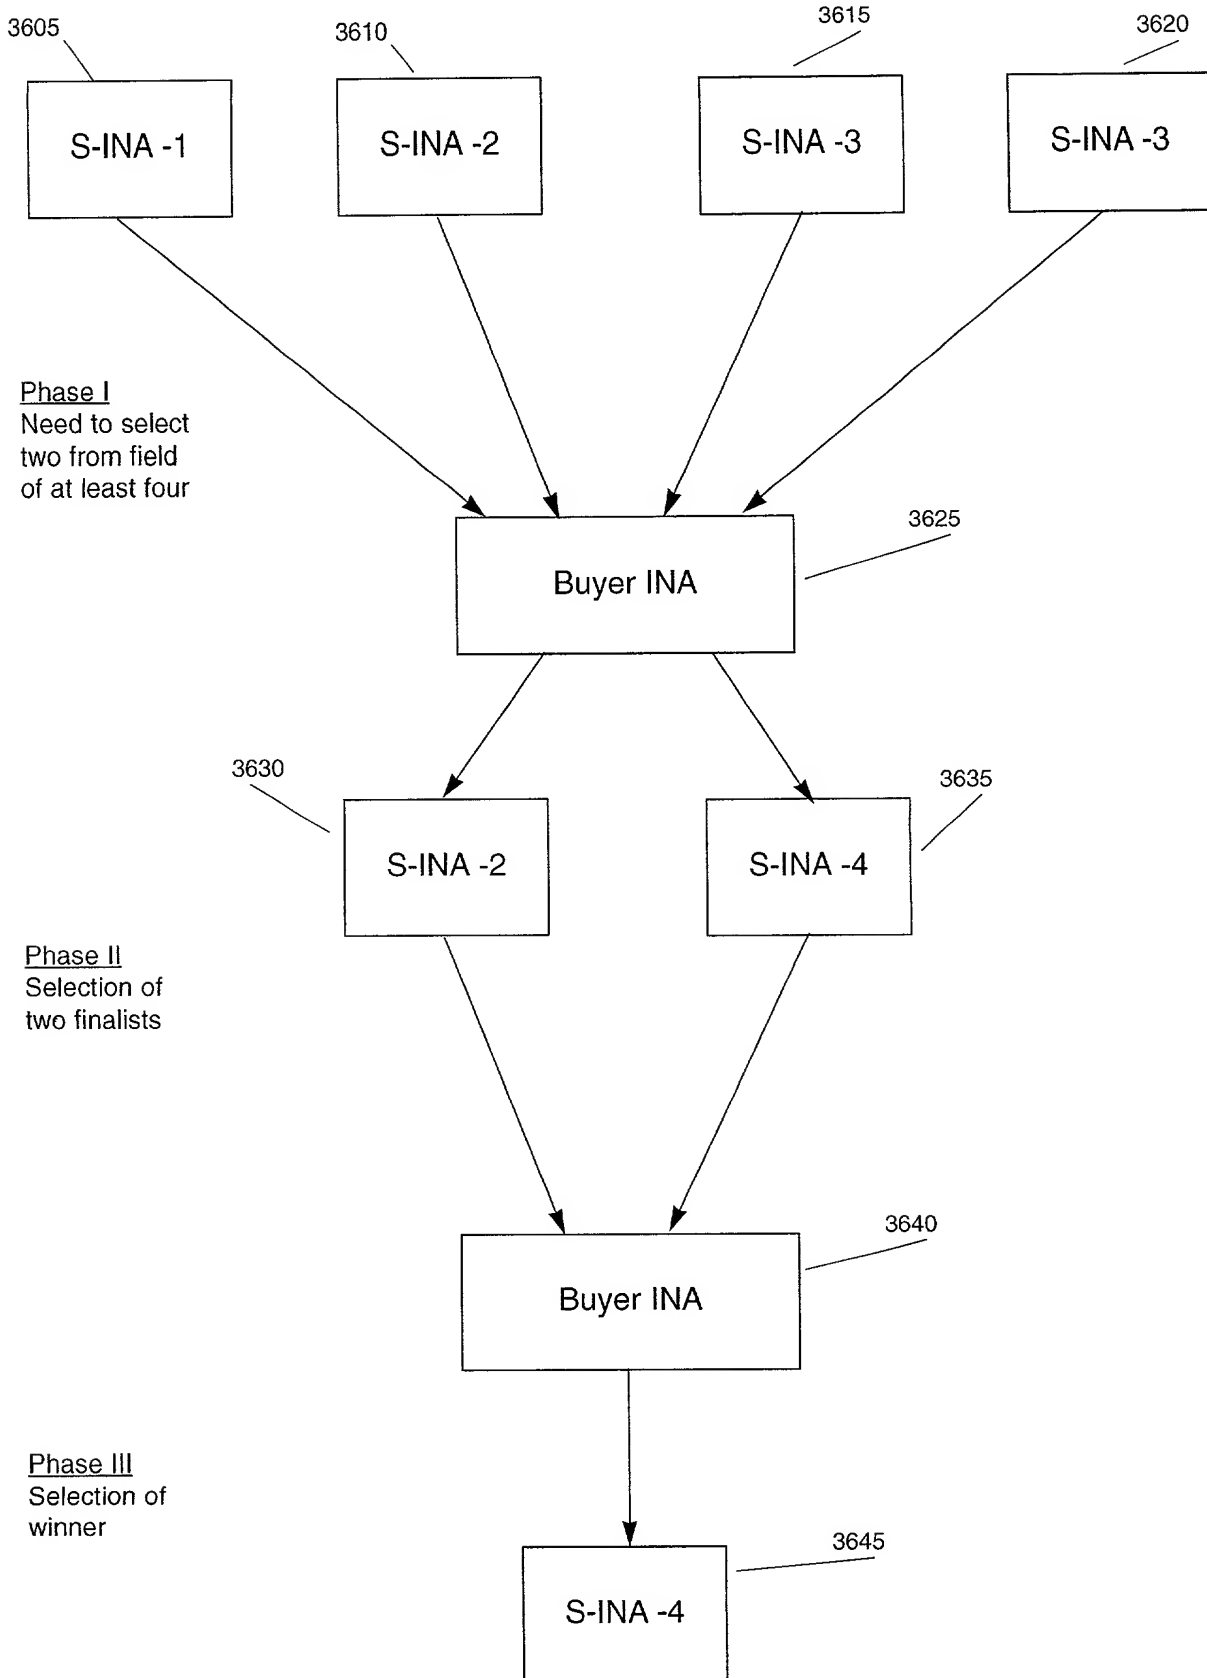 3605
3610
3615
3620
S-INA -1
S-INA -2
S-INA -3
S-INA -3
Phase I
Need to select
two from field
of at least four
3625
Buyer INA
3630
3635
S-INA -2
S-INA -4
Phase II
Selection of
two finalists
3640
Buyer INA
Phase III
Selection of
winner
3645
S-INA -4